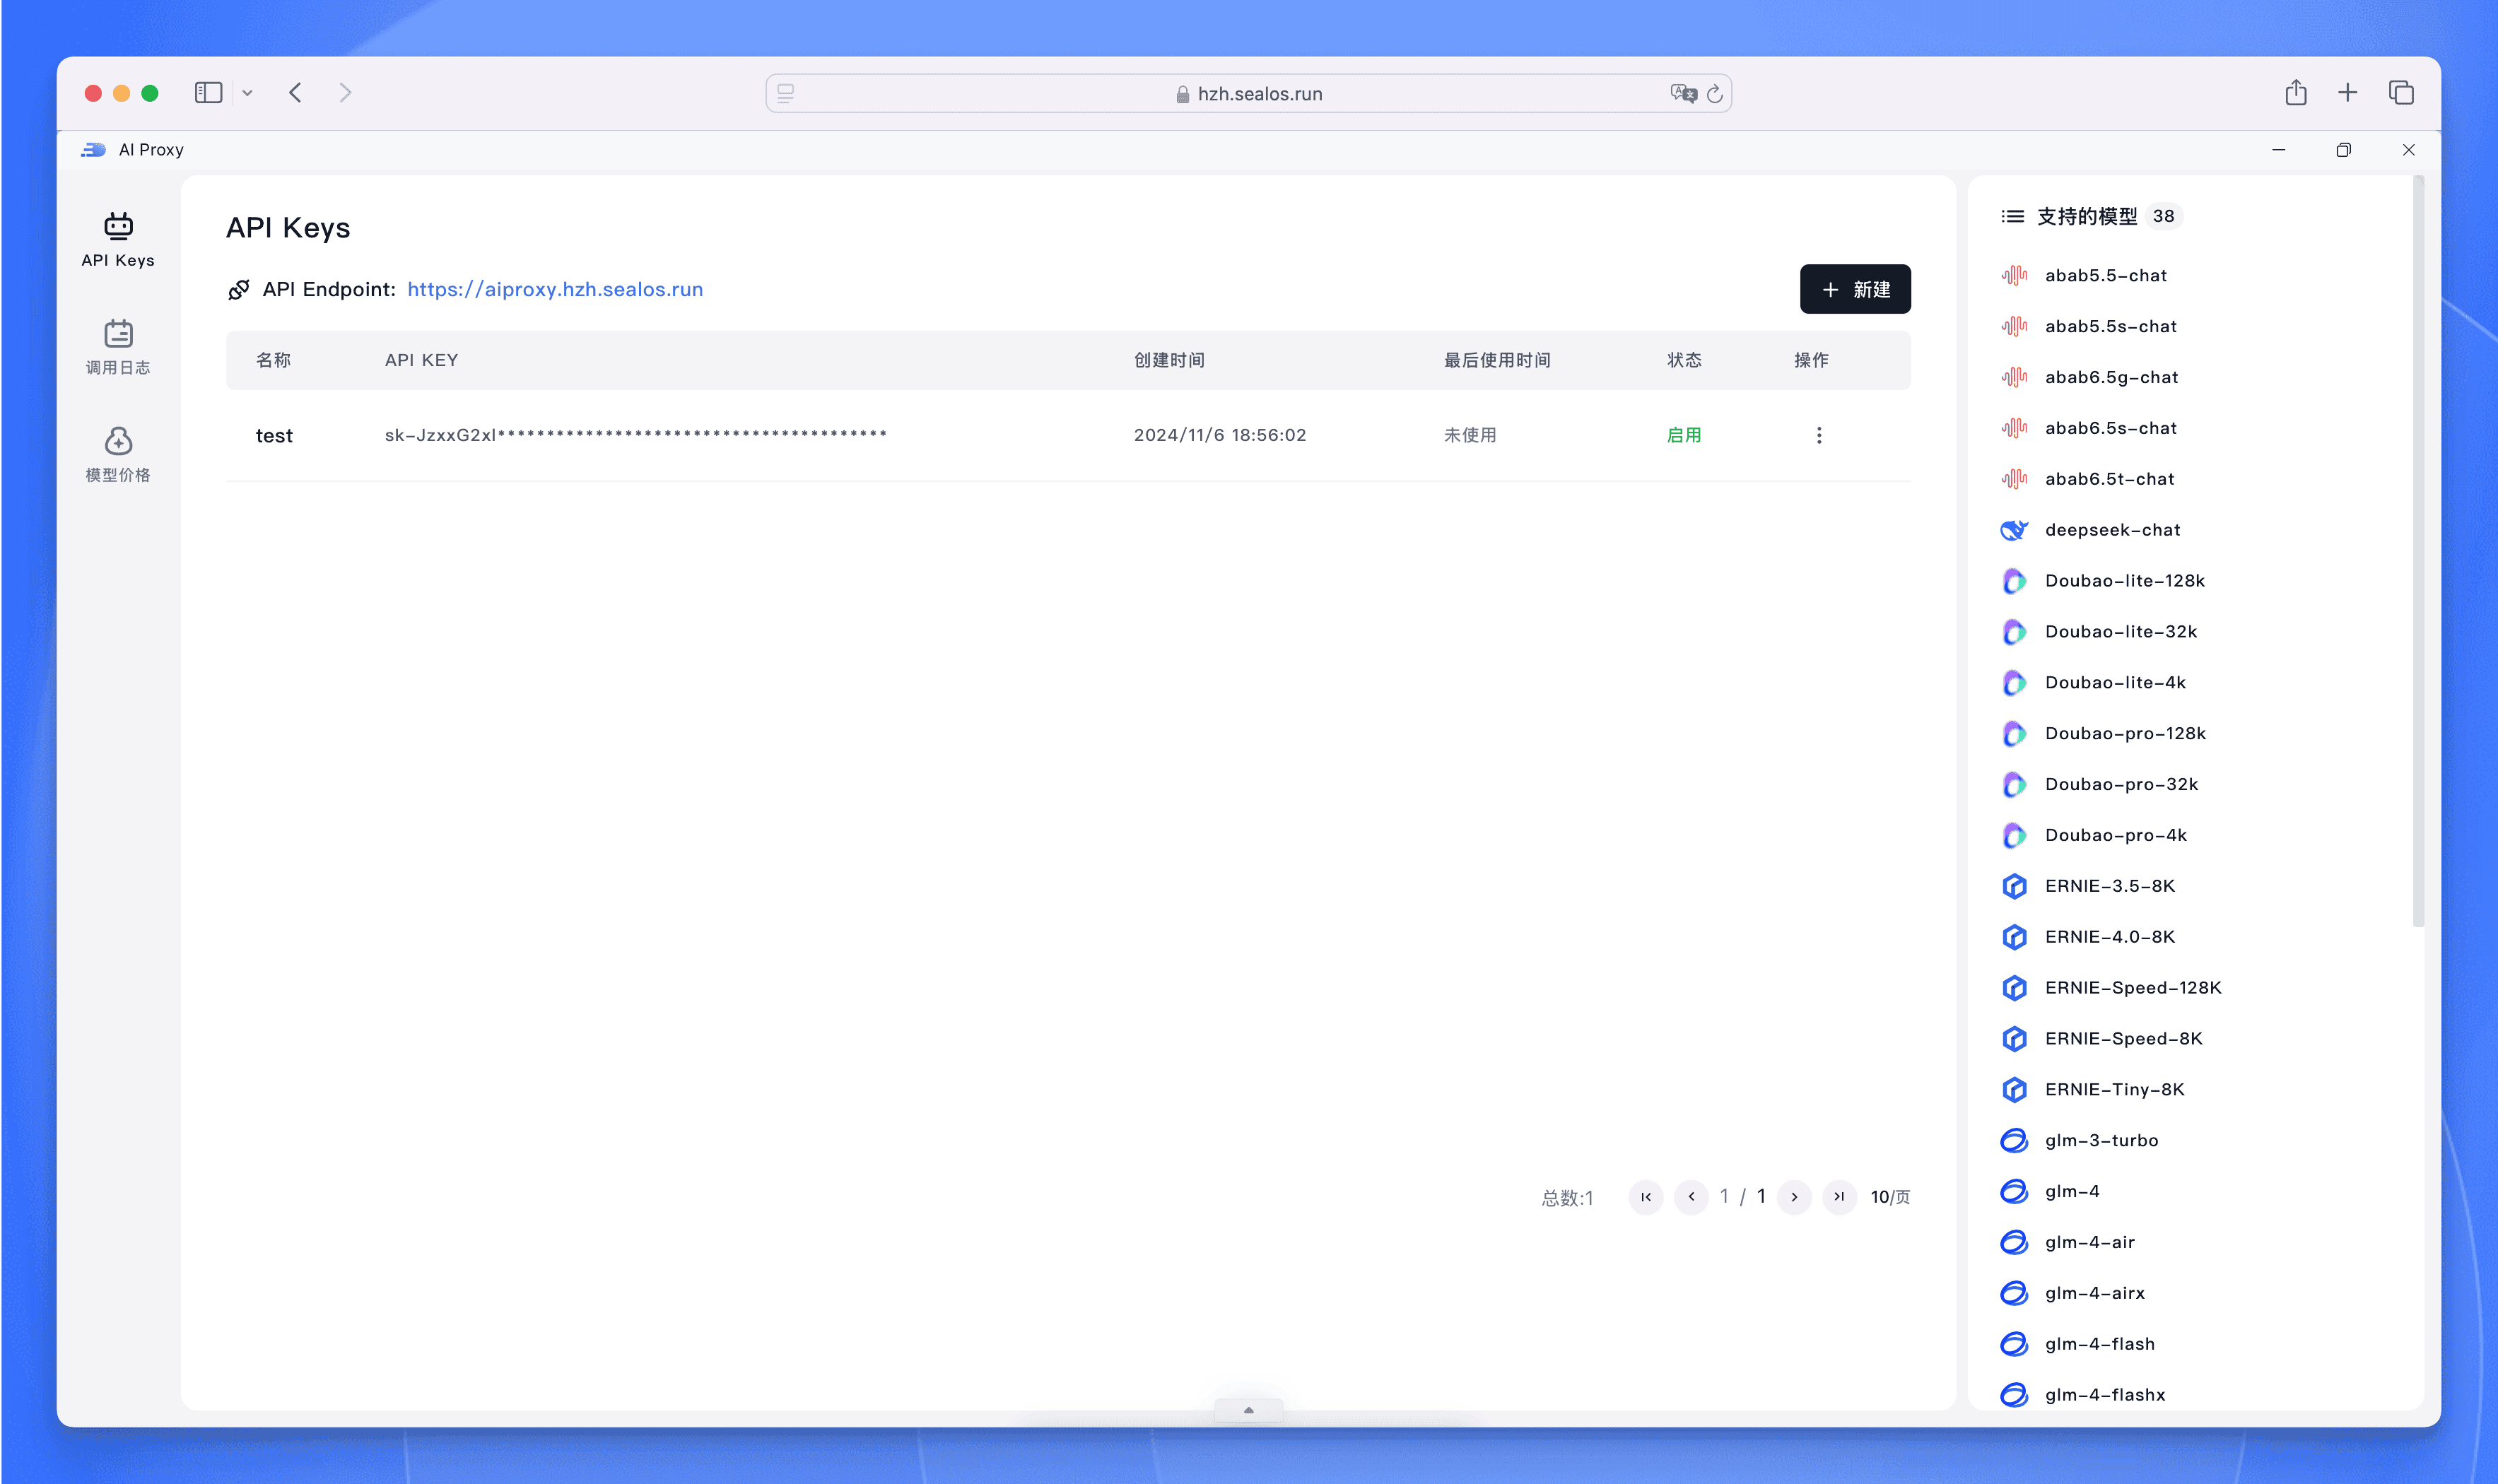 hzh.sealos.run
AI Proxy
API Keys
调用日志
模型价格
API Keys
API Endpoint: https://aiproxy.hzh.sealos.run
新建
名称 API KEY 创建时间 最后使用时间 状态 操作
test sk-JzxxG2xl**************************************** 2024/11/6 18:56:02 未使用 启用
总数:1 1 / 1 10/页
支持的模型 38
abab5.5-chat
abab5.5s-chat
abab6.5g-chat
abab6.5s-chat
abab6.5t-chat
deepseek-chat
Doubao-lite-128k
Doubao-lite-32k
Doubao-lite-4k
Doubao-pro-128k
Doubao-pro-32k
Doubao-pro-4k
ERNIE-3.5-8K
ERNIE-4.0-8K
ERNIE-Speed-128K
ERNIE-Speed-8K
ERNIE-Tiny-8K
glm-3-turbo
glm-4
glm-4-air
glm-4-airx
glm-4-flash
glm-4-flashx